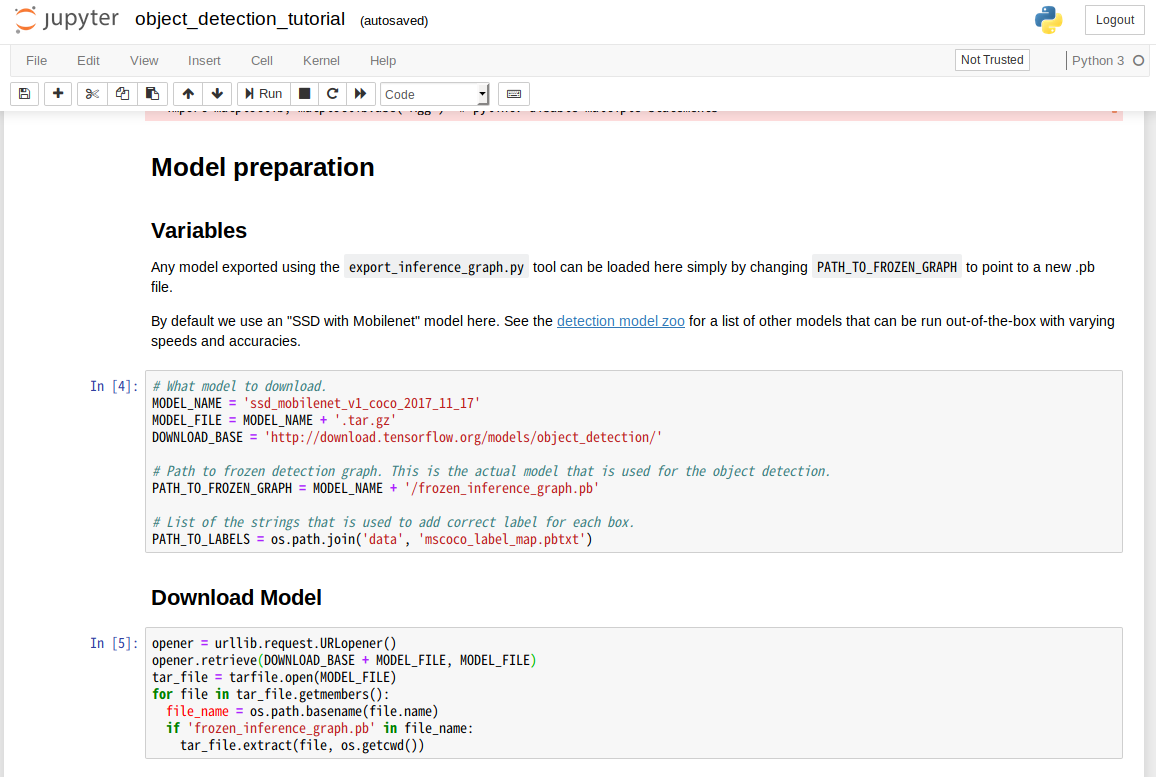 jupyter object_detection_tutorial (autosaved)
Logout
File Edit View Insert Cell Kernel Help
Not Trusted
Python 3
Run
Code
Model preparation
Variables
Any model exported using the export_inference_graph.py tool can be loaded here simply by changing PATH_TO_FROZEN_GRAPH to point to a new .pb
file.
By default we use an "SSD with Mobilenet" model here. See the detection model zoo for a list of other models that can be run out-of-the-box with varying
speeds and accuracies.
In [4]:
# What model to download.
MODEL_NAME = 'ssd_mobilenet_v1_coco_2017_11_17'
MODEL_FILE = MODEL_NAME + '.tar.gz'
DOWNLOAD_BASE = 'http://download.tensorflow.org/models/object_detection/'
# Path to frozen detection graph. This is the actual model that is used for the object detection.
PATH_TO_FROZEN_GRAPH = MODEL_NAME + '/frozen_inference_graph.pb'
# List of the strings that is used to add correct label for each box.
PATH_TO_LABELS = os.path.join('data', 'mscoco_label_map.pbtxt')
Download Model
In [5]:
opener = urllib.request.URLopener()
opener.retrieve(DOWNLOAD_BASE + MODEL_FILE, MODEL_FILE)
tar_file = tarfile.open(MODEL_FILE)
for file in tar_file.getmembers():
file_name = os.path.basename(file.name)
if 'frozen_inference_graph.pb' in file_name:
tar_file.extract(file, os.getcwd())